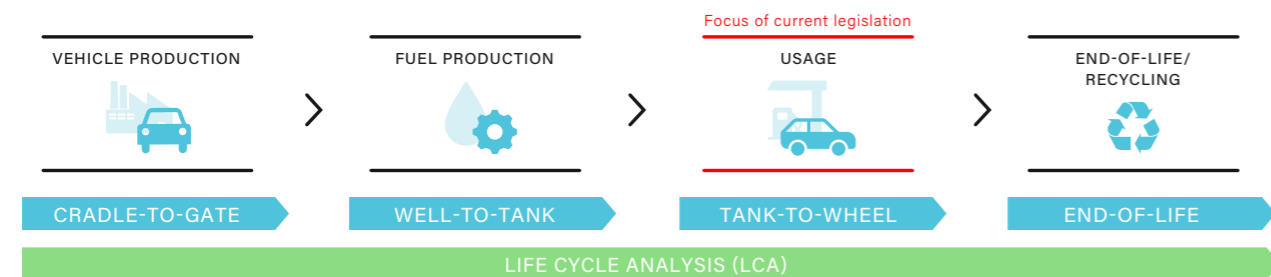 Focus of current legislation
VEHICLE PRODUCTION
FUEL PRODUCTION
USAGE
END-OF-LIFE/
RECYCLING
CRADLE-TO-GATE
WELL-TO-TANK
TANK-TO-WHEEL
END-OF-LIFE
LIFE CYCLE ANALYSIS (LCA)